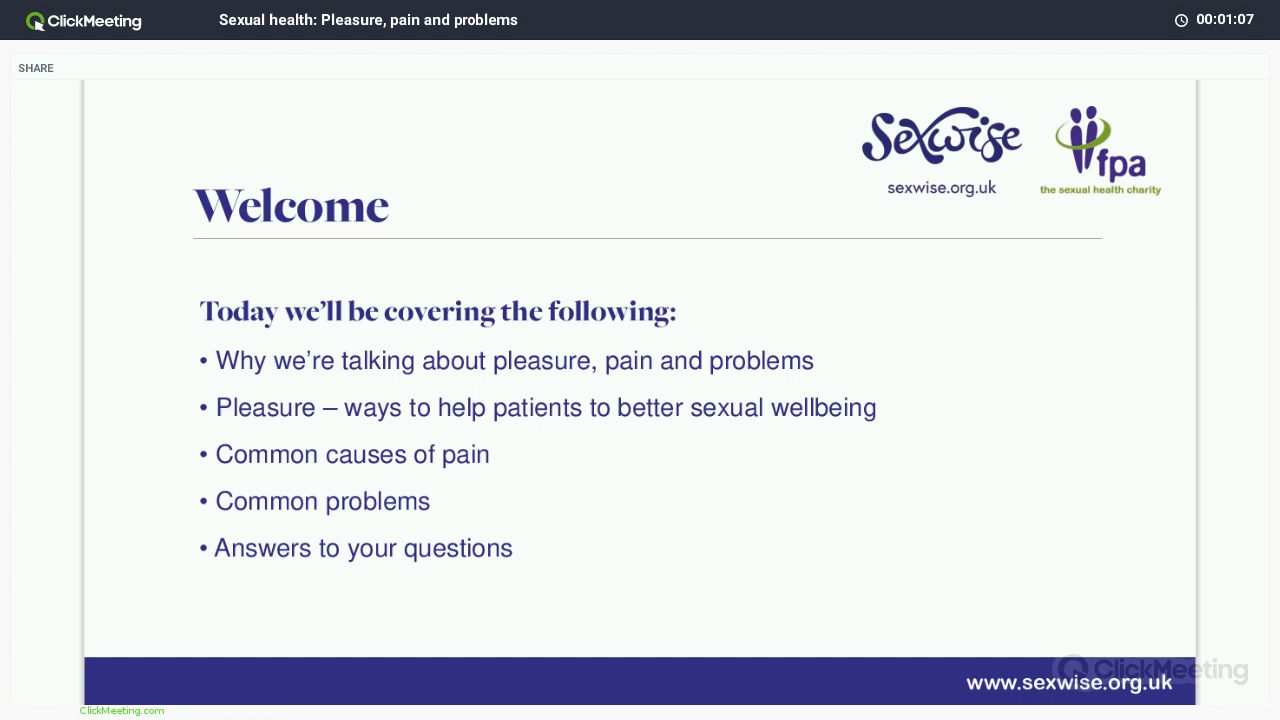 ClickMeeting
Sexual health: Pleasure, pain and problems
00:01:07
SHARE
Sexwise
sexwise.org.uk
fpa
the sexual health charity
Welcome
Today we’ll be covering the following:
• Why we’re talking about pleasure, pain and problems
• Pleasure – ways to help patients to better sexual wellbeing
• Common causes of pain
• Common problems
• Answers to your questions
ClickMeeting
www.sexwise.org.uk
ClickMeeting.com